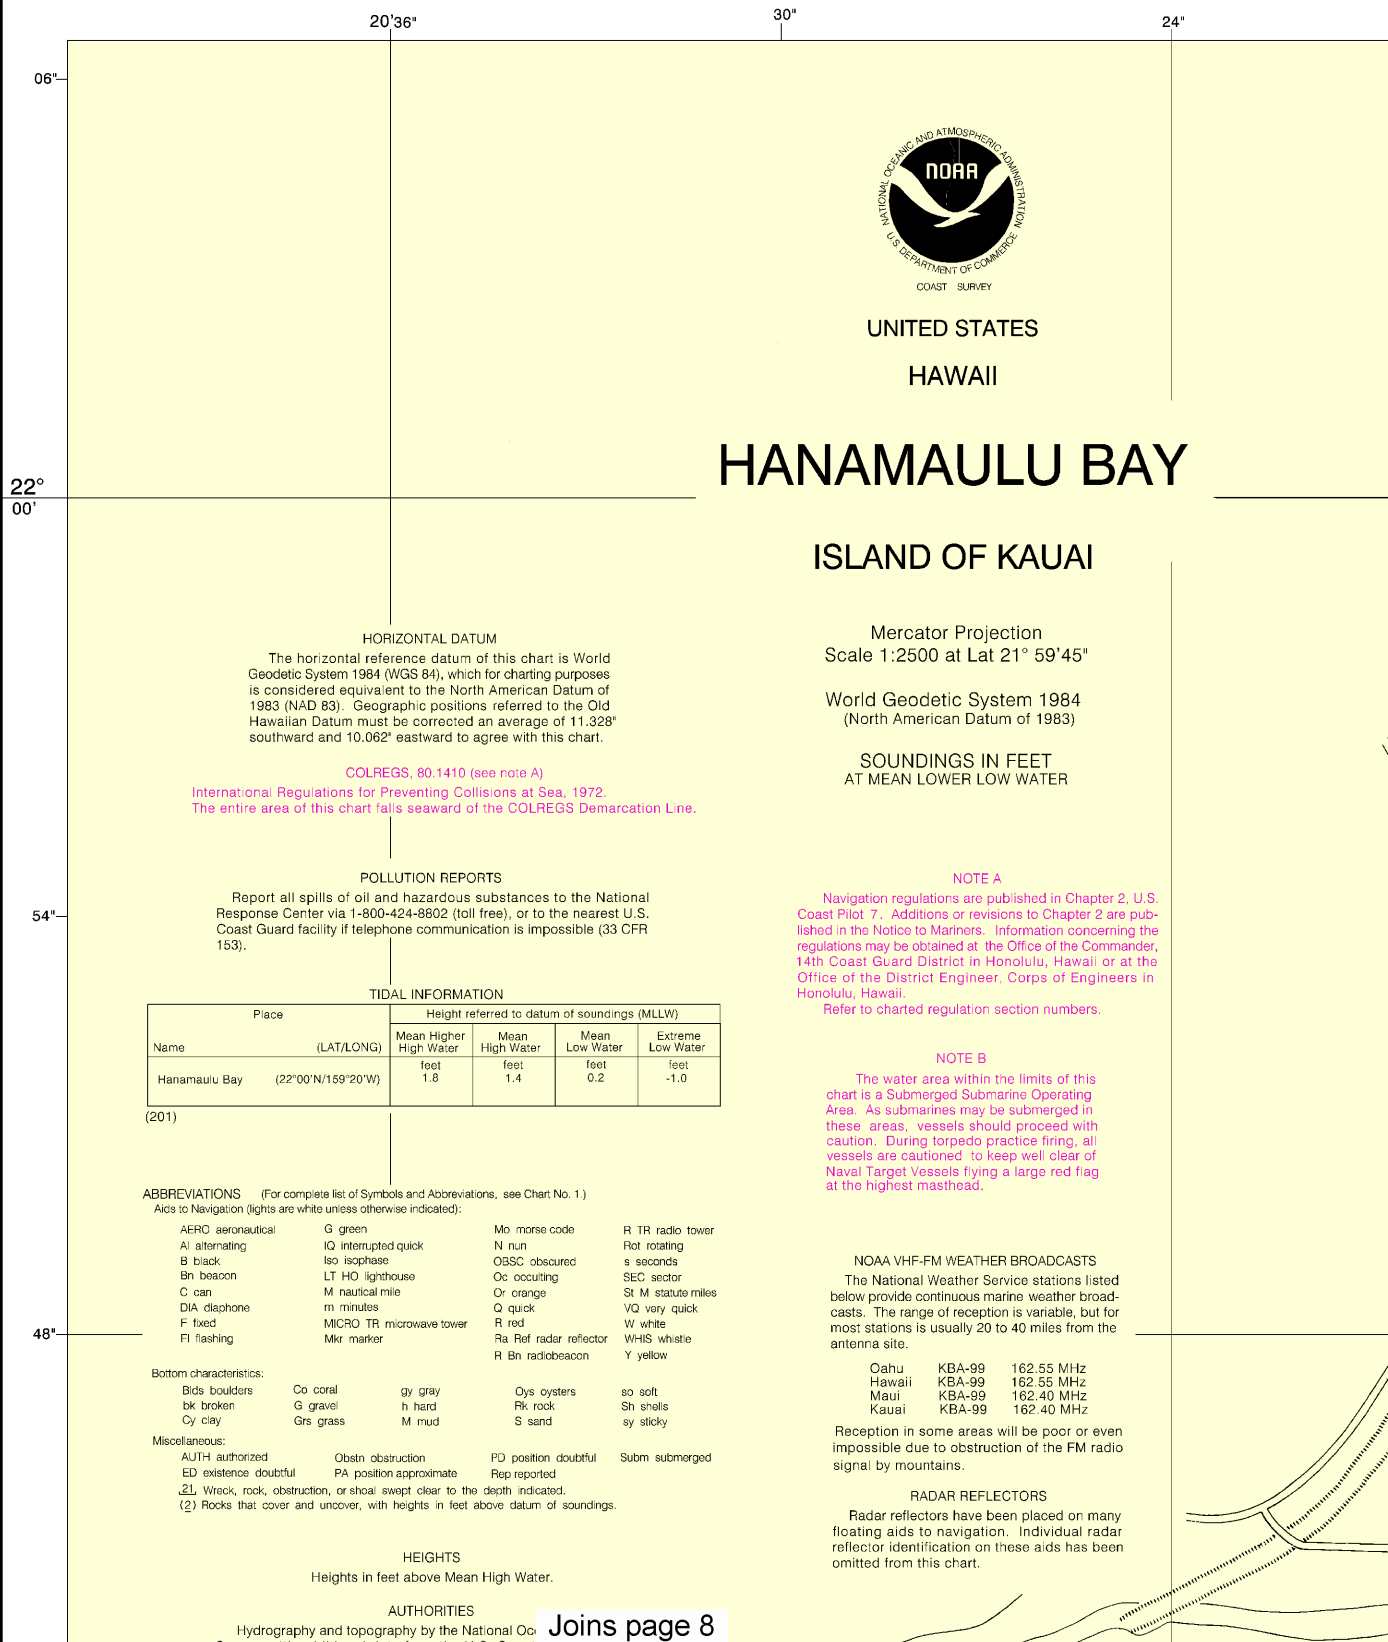 20'36"
30"
24"
06"
NATIONAL OCEANIC AND ATMOSPHERIC ADMINISTRATION
NOAA
U.S. DEPARTMENT OF COMMERCE
COAST SURVEY
UNITED STATES
HAWAII
HANAMAULU BAY
22°
00'
ISLAND OF KAUAI
Mercator Projection
Scale 1:2500 at Lat 21° 59'45"
World Geodetic System 1984
(North American Datum of 1983)
SOUNDINGS IN FEET
AT MEAN LOWER LOW WATER
HORIZONTAL DATUM
The horizontal reference datum of this chart is World
Geodetic System 1984 (WGS 84), which for charting purposes
is considered equivalent to the North American Datum of
1983 (NAD 83). Geographic positions referred to the Old
Hawaiian Datum must be corrected an average of 11.328"
southward and 10.062" eastward to agree with this chart.
COLREGS, 80.1410 (see note A)
International Regulations for Preventing Collisions at Sea, 1972.
The entire area of this chart falls seaward of the COLREGS Demarcation Line.
POLLUTION REPORTS
Report all spills of oil and hazardous substances to the National
Response Center via 1-800-424-8802 (toll free), or to the nearest U.S.
Coast Guard facility if telephone communication is impossible (33 CFR
153).
54"
NOTE A
Navigation regulations are published in Chapter 2, U.S.
Coast Pilot 7. Additions or revisions to Chapter 2 are pub-
lished in the Notice to Mariners. Information concerning the
regulations may be obtained at the Office of the Commander,
14th Coast Guard District in Honolulu, Hawaii or at the
Office of the District Engineer, Corps of Engineers in
Honolulu, Hawaii.
Refer to charted regulation section numbers.
TIDAL INFORMATION
Place Height referred to datum of soundings (MLLW)
Name (LAT/LONG) Mean Higher High Water Mean High Water Mean Low Water Extreme Low Water
feet feet feet feet
Hanamaulu Bay (22°00'N/159°20'W) 1.8 1.4 0.2 -1.0
(201)
NOTE B
The water area within the limits of this
chart is a Submerged Submarine Operating
Area. As submarines may be submerged in
these areas, vessels should proceed with
caution. During torpedo practice firing, all
vessels are cautioned to keep well clear of
Naval Target Vessels flying a large red flag
at the highest masthead.
ABBREVIATIONS (For complete list of Symbols and Abbreviations, see Chart No. 1.)
Aids to Navigation (lights are white unless otherwise indicated):
AERO aeronautical G green Mo morse code R TR radio tower
Al alternating IQ interrupted quick N nun Rot rotating
B black Iso isophase OBSC obscured s seconds
Bn beacon LT HO lighthouse Oc occulting SEC sector
C can M nautical mile Or orange St M statute miles
DIA diaphone m minutes Q quick VQ very quick
F fixed MICRO TR microwave tower R red W white
Fl flashing Mkr marker Ra Ref radar reflector WHIS whistle
R Bn radiobeacon Y yellow
48"
Bottom characteristics:
Blds boulders Co coral gy gray Oys oysters so soft
bk broken G gravel h hard Rk rock Sh shells
Cy clay Grs grass M mud S sand sy sticky
Miscellaneous:
AUTH authorized Obstn obstruction PD position doubtful Subm submerged
ED existence doubtful PA position approximate Rep reported
21, Wreck, rock, obstruction, or shoal swept clear to the depth indicated.
(2) Rocks that cover and uncover, with heights in feet above datum of soundings.
NOAA VHF-FM WEATHER BROADCASTS
The National Weather Service stations listed
below provide continuous marine weather broad-
casts. The range of reception is variable, but for
most stations is usually 20 to 40 miles from the
antenna site.
Oahu KBA-99 162.55 MHz
Hawaii KBA-99 162.55 MHz
Maui KBA-99 162.40 MHz
Kauai KBA-99 162.40 MHz
Reception in some areas will be poor or even
impossible due to obstruction of the FM radio
signal by mountains.
RADAR REFLECTORS
Radar reflectors have been placed on many
floating aids to navigation. Individual radar
reflector identification on these aids has been
omitted from this chart.
HEIGHTS
Heights in feet above Mean High Water.
AUTHORITIES
Hydrography and topography by the National Oc
Joins page 8